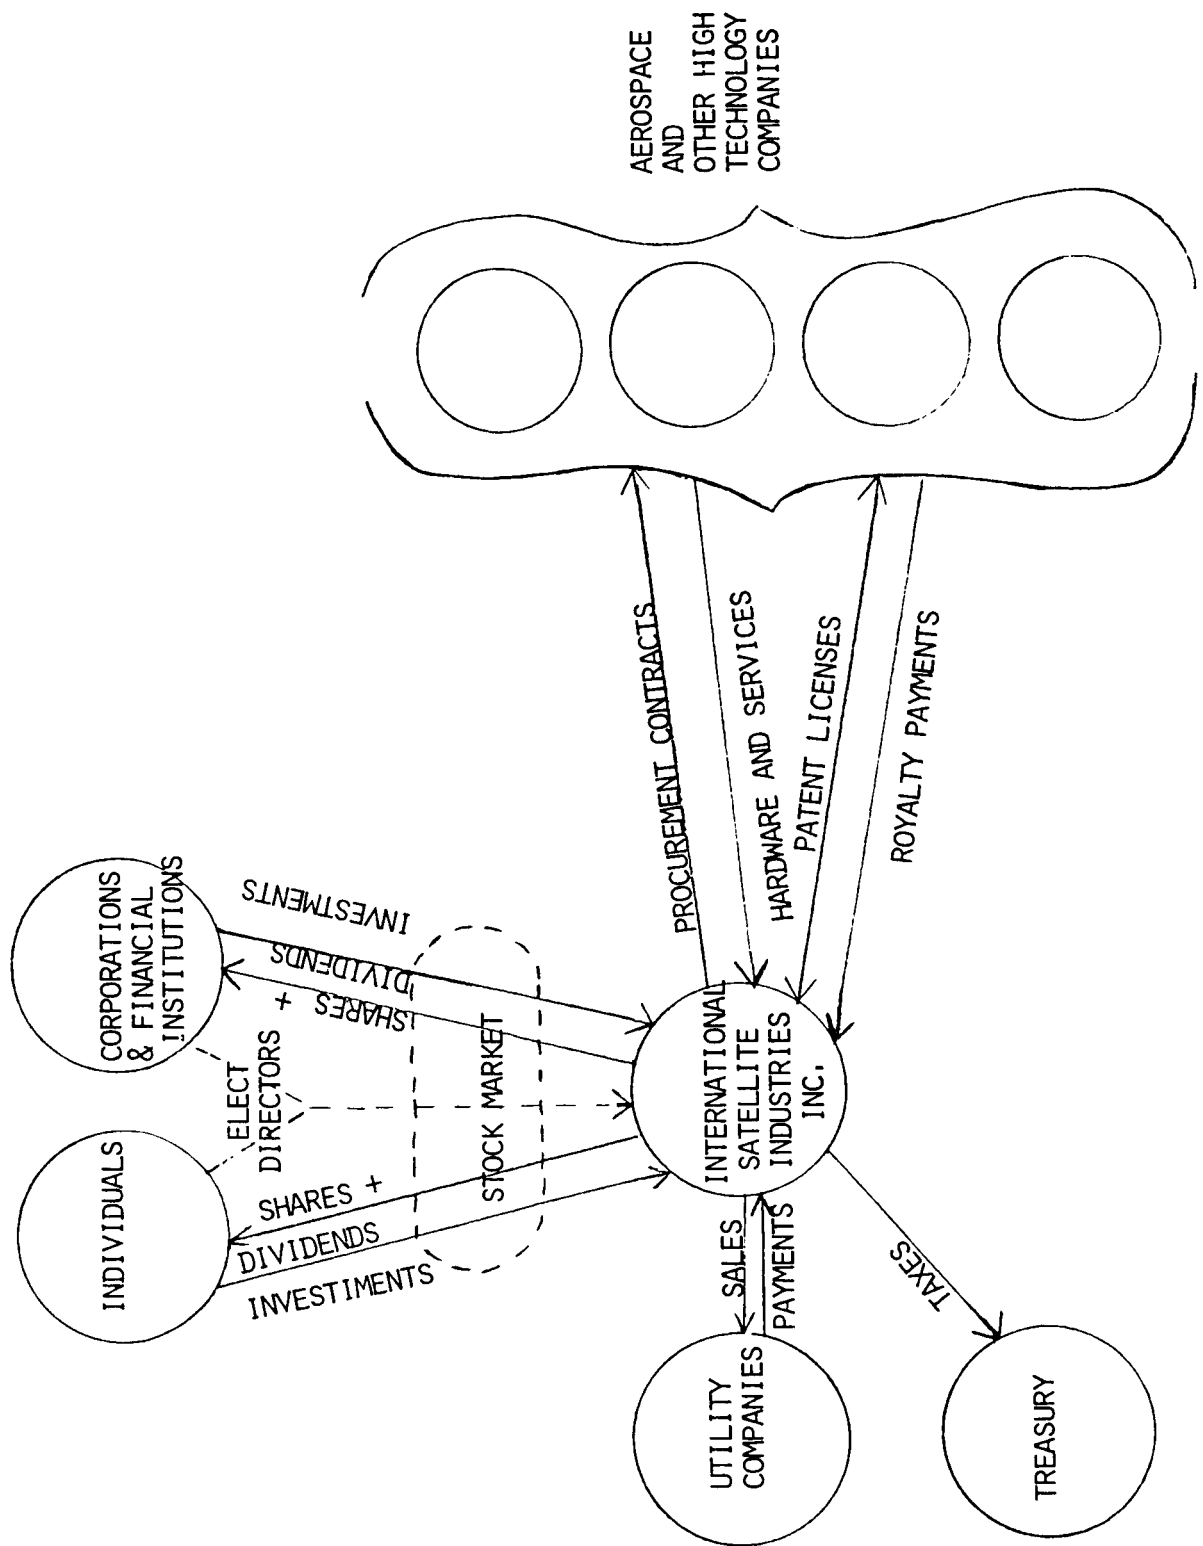 INDIVIDUALS
CORPORATIONS
& FINANCIAL
INSTITUTIONS
ELECT
DIRECTORS
SHARES +
DIVIDENDS
INVESTIMENTS
INVESTMENTS
DIVIDENDS
SHARES +
STOCK MARKET
UTILITY
COMPANIES
SALES
PAYMENTS
INTERNATIONAL
SATELLITE
INDUSTRIES
INC.
TAXES
TREASURY
PROCUREMENT CONTRACTS
HARDWARE AND SERVICES
PATENT LICENSES
ROYALTY PAYMENTS
AEROSPACE
AND
OTHER HIGH
TECHNOLOGY
COMPANIES